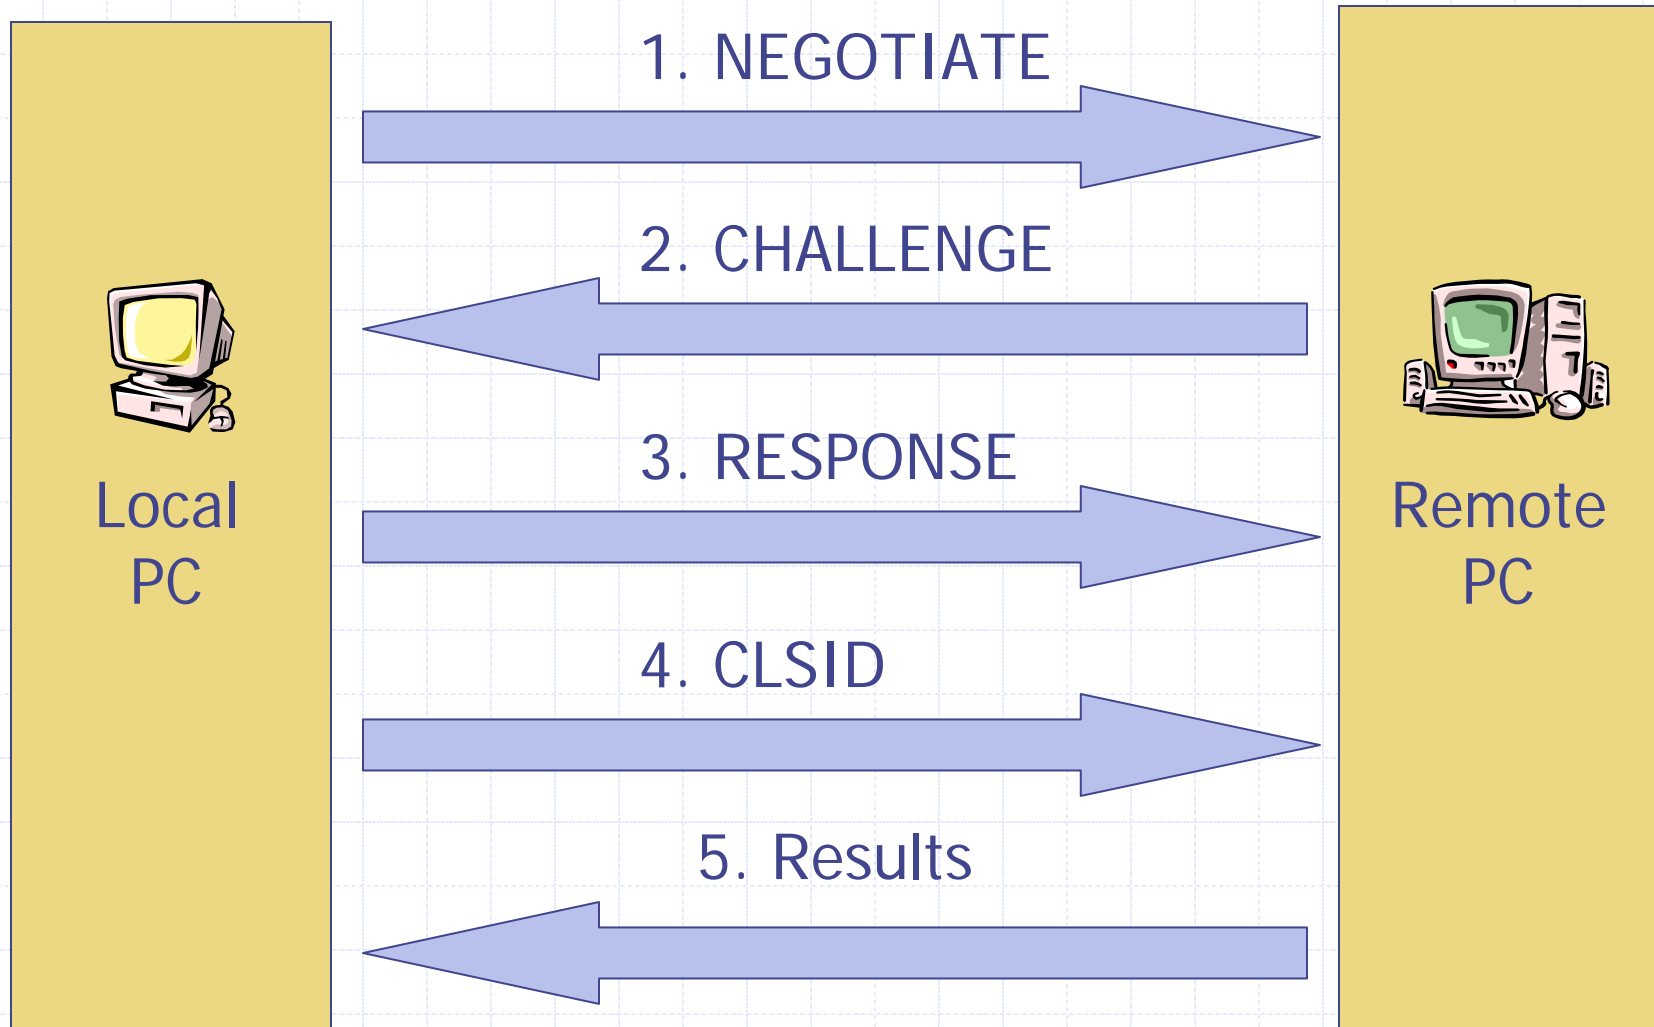 1. NEGOTIATE
2. CHALLENGE
3. RESPONSE
Local
PC
Remote
PC
4. CLSID
5. Results